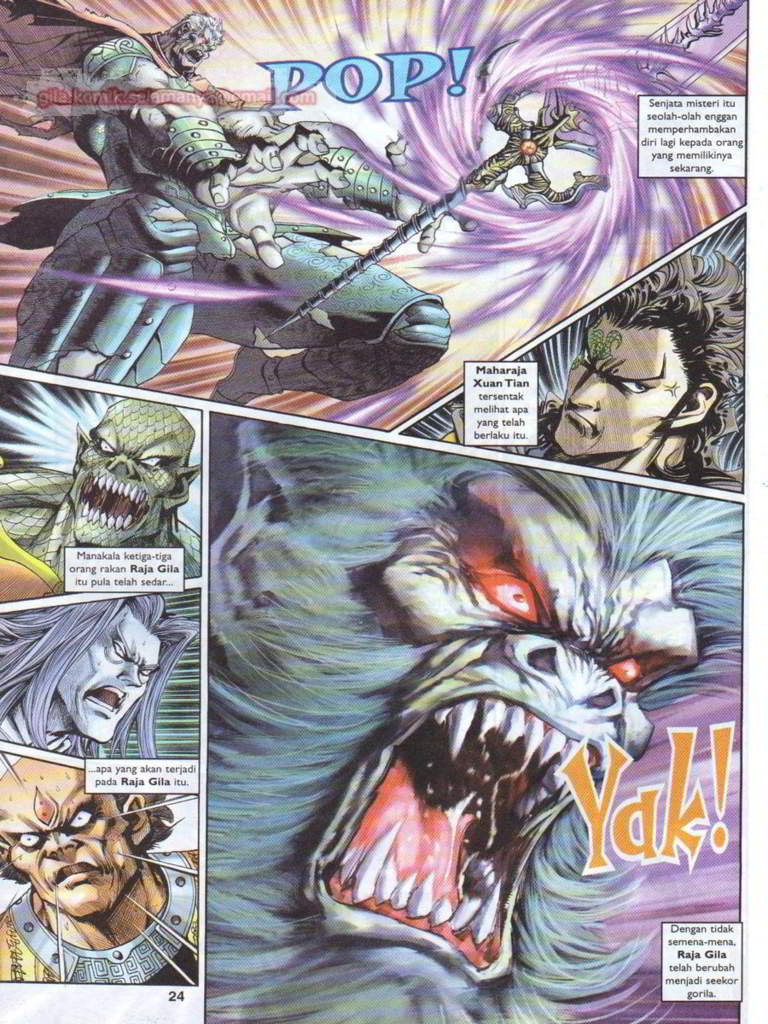 POP!
Senjata misteri itu
seolah-olah enggan
memperhambakan
diri lagi kepada orang
yang memilikinya
sekarang.
Maharaja
Xuan Tian
tersentak
melihat apa
yang telah
berlaku itu.
Manakala ketiga-tiga
orang rakan Raja Gila
itu pula telah sedar...
...apa yang akan terjadi
pada Raja Gila itu.
Yak!
Dengan tidak
semena-mena,
Raja Gila
telah berubah
menjadi seekor
gorila.
24